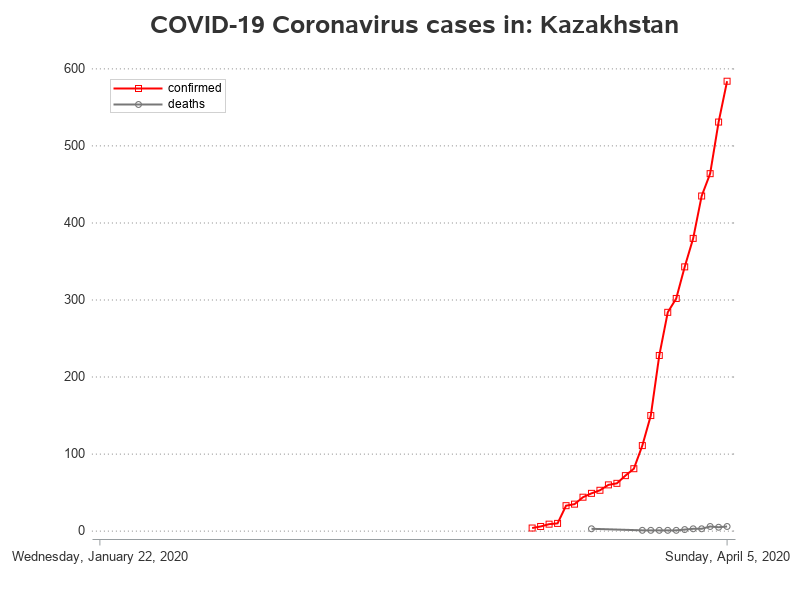 COVID-19 Coronavirus cases in: Kazakhstan
600
confirmed
deaths
500
400
300
200
100
0
Wednesday, January 22, 2020
Sunday, April 5, 2020